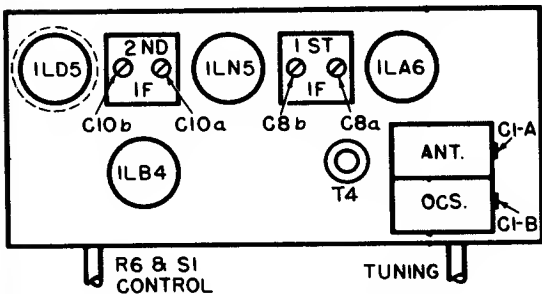 2ND
IF
1ST
IF
1LD5
1LN5
1LA6
C10b
C10a
C8b
C8a
C1-A
1LB4
T4
ANT.
OCS.
C1-B
R6 & S1
CONTROL
TUNING